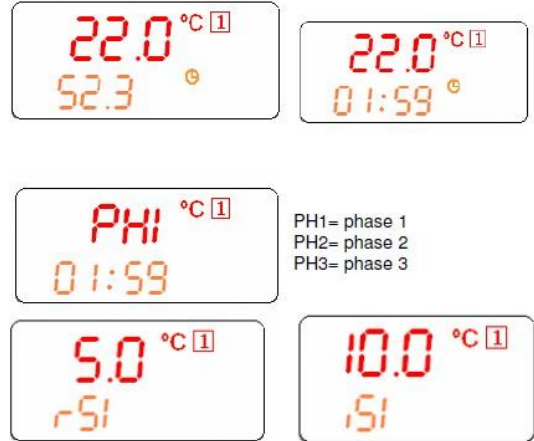 22.0 °C 1
52.3
22.0 °C 1
01:59
PH1 °C 1
01:59
PH1= phase 1
PH2= phase 2
PH3= phase 3
5.0 °C 1
rS1
10.0 °C 1
iS1